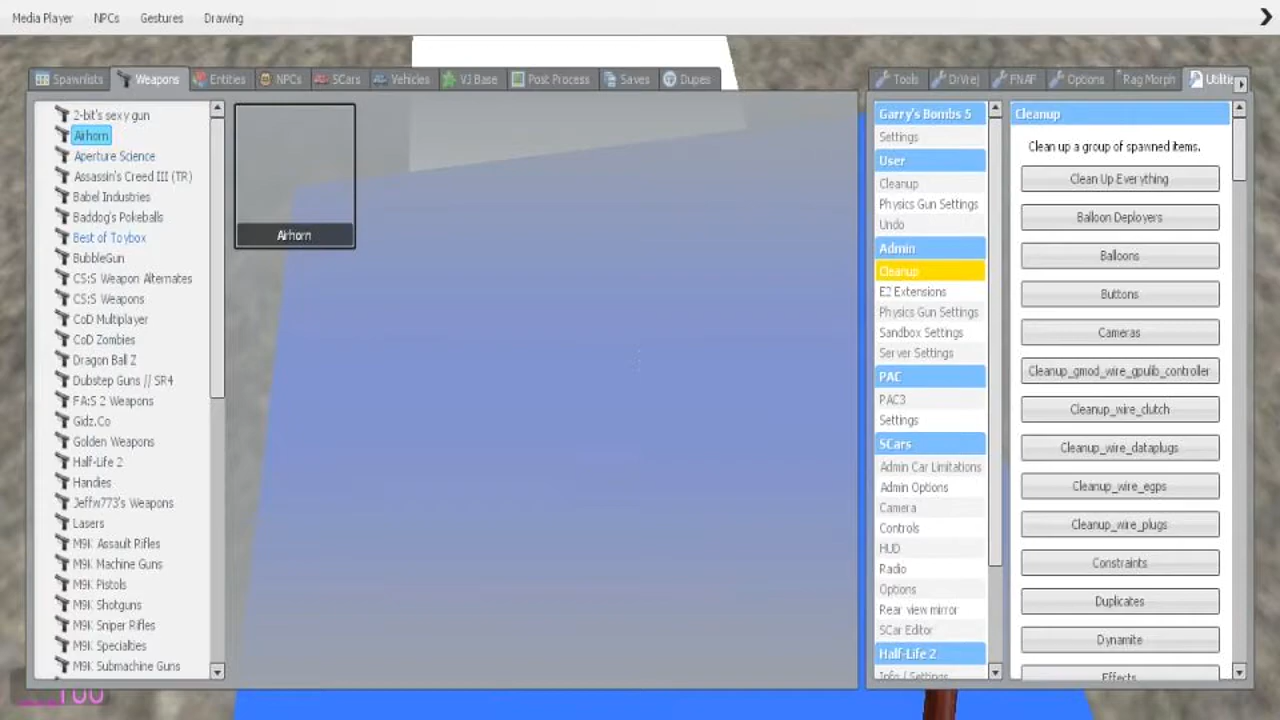 Media Player NPCs Gestures Drawing
Spawnlists Weapons Entities NPCs SCars Vehicles VJ Base Post Process Saves Dupes
2-bit's sexy gun
Airhorn
Aperture Science
Assassin's Creed III (TR)
Babel Industries
Baddog's Pokeballs
Best of Toybox
BubbleGun
CS:S Weapon Alternates
CS:S Weapons
CoD Multiplayer
CoD Zombies
Dragon Ball Z
Dubstep Guns // SR4
FA:S 2 Weapons
Gidz.Co
Golden Weapons
Half-Life 2
Handies
Jeffw773's Weapons
Lasers
M9K Assault Rifles
M9K Machine Guns
M9K Pistols
M9K Shotguns
M9K Sniper Rifles
M9K Specialties
M9K Submachine Guns
Airhorn
100
Tools DrVrej FNAF Options Rag Morph
Garry's Bombs 5
Settings
User
Cleanup
Physics Gun Settings
Undo
Admin
Cleanup
E2 Extensions
Physics Gun Settings
Sandbox Settings
Server Settings
PAC
PAC3
Settings
SCars
Admin Car Limitations
Admin Options
Camera
Controls
HUD
Radio
Options
Rear view mirror
SCar Editor
Half-Life 2
Info / Settings
Cleanup
Clean up a group of spawned items.
Clean Up Everything
Balloon Deployers
Balloons
Buttons
Cameras
Cleanup_gmod_wire_gpulib_controller
Cleanup_wire_clutch
Cleanup_wire_dataplugs
Cleanup_wire_egps
Cleanup_wire_plugs
Constraints
Duplicates
Dynamite
Effects